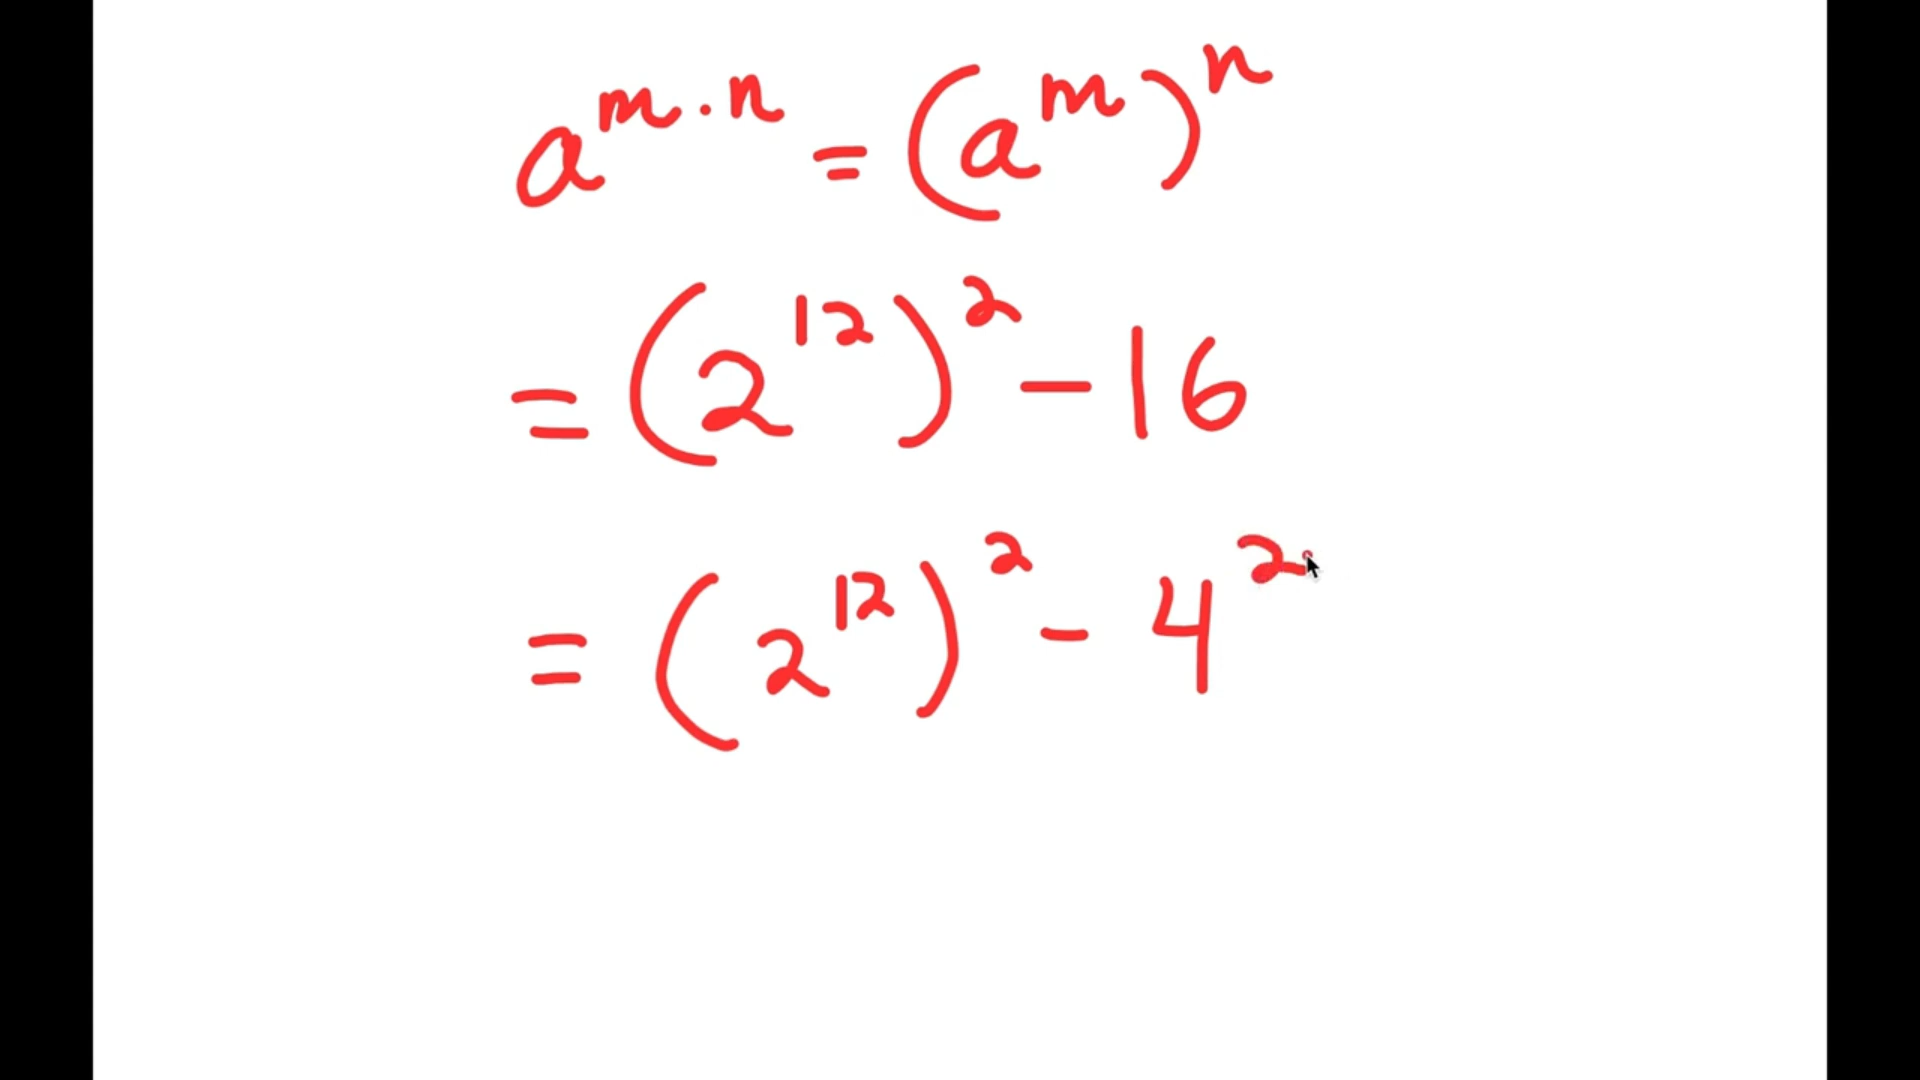 a^{m·n} = (a^m)^n
= (2^{12})^2 - 16
= (2^{12})^2 - 4^2